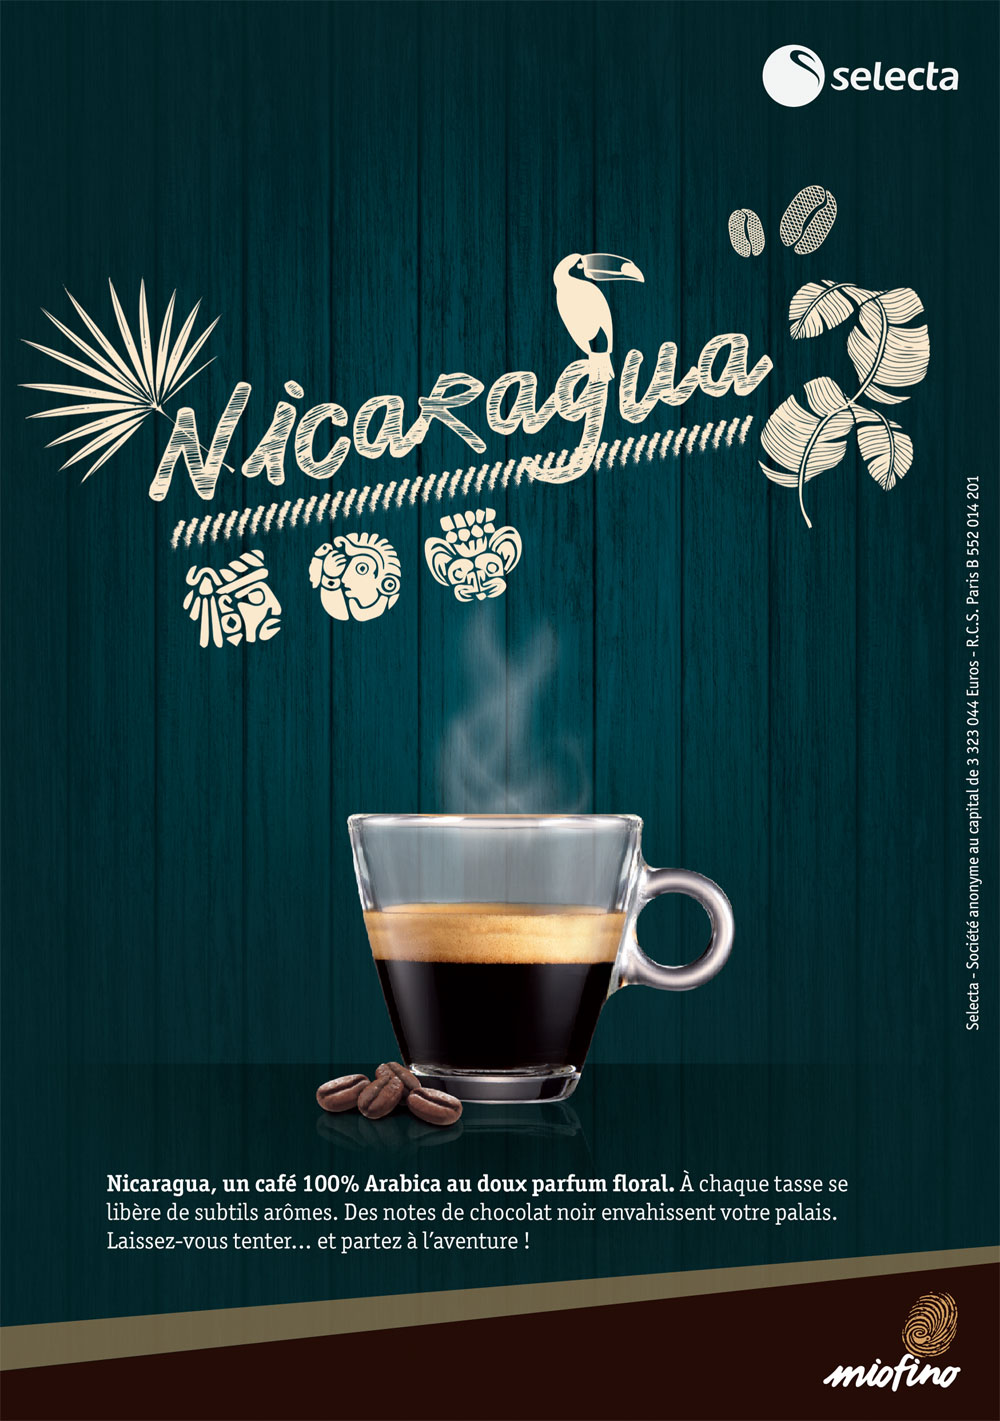 selecta
Nicaragua
Selecta - Société anonyme au capital de 3 323 044 Euros - R.C.S. Paris B 552 014 201
Nicaragua, un café 100% Arabica au doux parfum floral. À chaque tasse se
libère de subtils arômes. Des notes de chocolat noir envahissent votre palais.
Laissez-vous tenter... et partez à l’aventure !
miofino